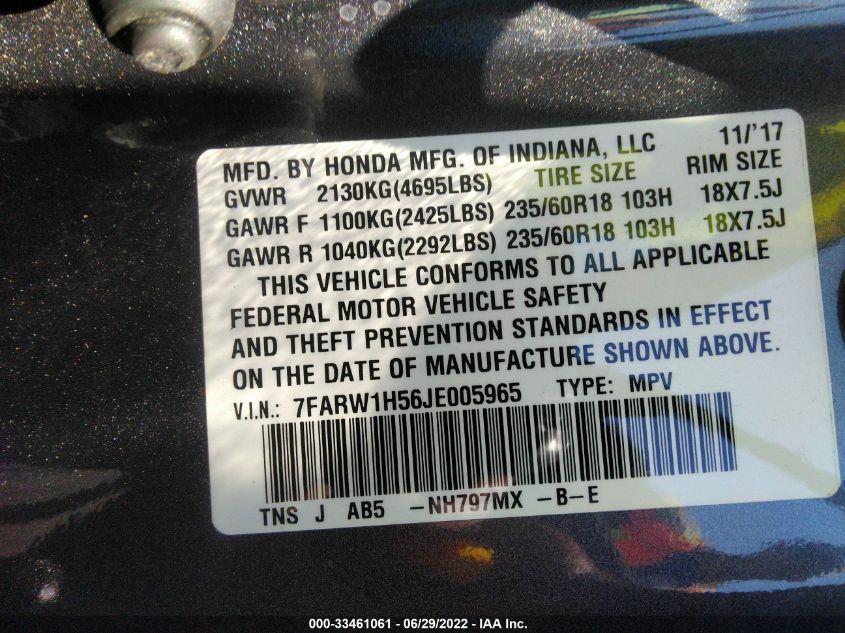 MFD. BY HONDA MFG. OF INDIANA, LLC 11/'17
GVWR 2130KG(4695LBS) TIRE SIZE RIM SIZE
GAWR F 1100KG(2425LBS) 235/60R18 103H 18X7.5J
GAWR R 1040KG(2292LBS) 235/60R18 103H 18X7.5J
THIS VEHICLE CONFORMS TO ALL APPLICABLE
FEDERAL MOTOR VEHICLE SAFETY
AND THEFT PREVENTION STANDARDS IN EFFECT
ON THE DATE OF MANUFACTURE SHOWN ABOVE.
V.I.N.: 7FARW1H56JE005965 TYPE: MPV
TNS J AB5 -NH797MX -B-E
000-33461061 - 06/29/2022 - IAA Inc.